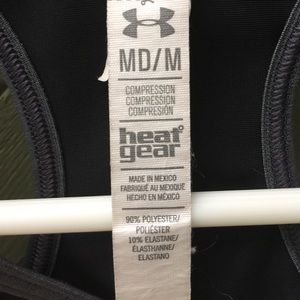 MD/M
COMPRESSION
COMPRESSION
COMPRESIÓN
heat
gear
MADE IN MEXICO
FABRIQUÉ AU MEXIQUE
HECHO EN MÉXICO
90% POLYESTER/
POLIÉSTER
10% ELASTANE/
ÉLASTHANNE/
ELASTANO